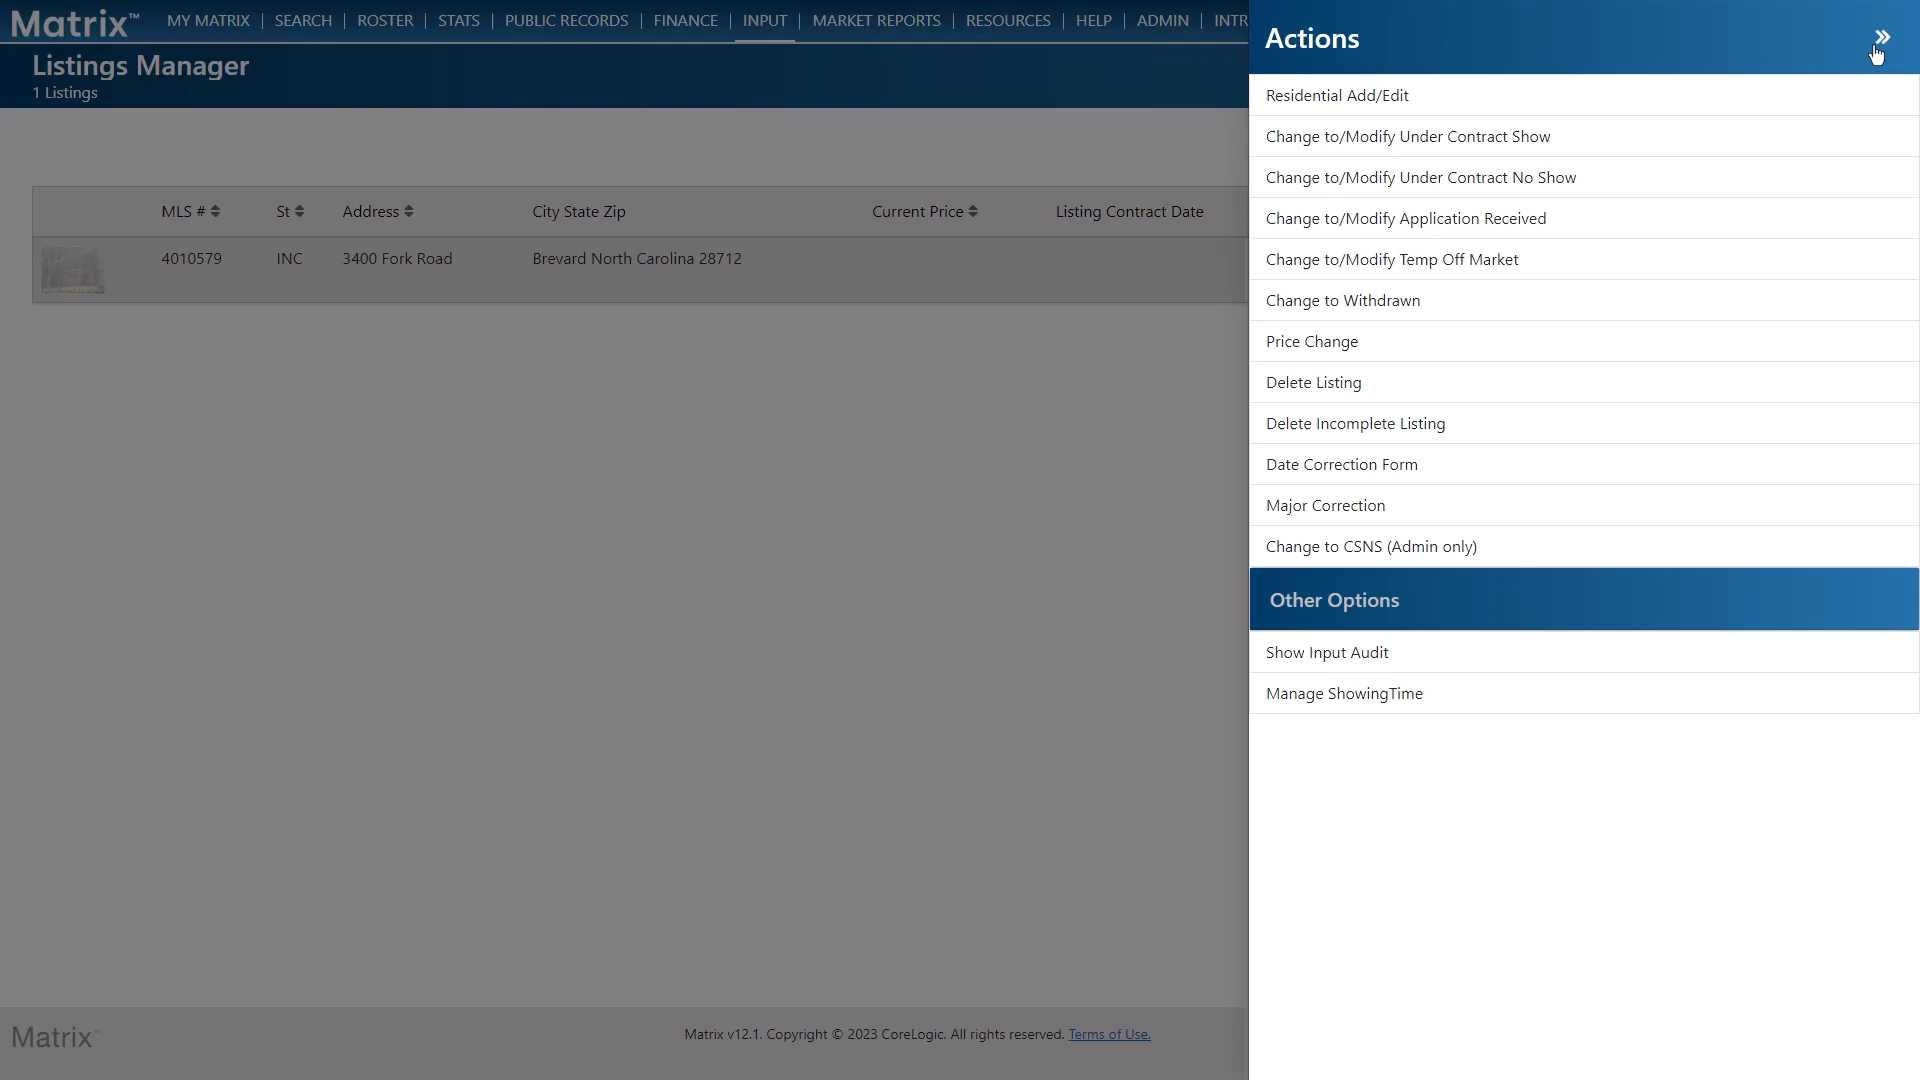 Matrix™ MY MATRIX | SEARCH | ROSTER | STATS | PUBLIC RECORDS | FINANCE | INPUT | MARKET REPORTS | RESOURCES | HELP | ADMIN | INTR
Listings Manager
1 Listings
MLS # St Address City State Zip Current Price Listing Contract Date
4010579 INC 3400 Fork Road Brevard North Carolina 28712
Matrix™
Matrix v12.1. Copyright © 2023 CoreLogic. All rights reserved. Terms of Use.
Actions
Residential Add/Edit
Change to/Modify Under Contract Show
Change to/Modify Under Contract No Show
Change to/Modify Application Received
Change to/Modify Temp Off Market
Change to Withdrawn
Price Change
Delete Listing
Delete Incomplete Listing
Date Correction Form
Major Correction
Change to CSNS (Admin only)
Other Options
Show Input Audit
Manage ShowingTime